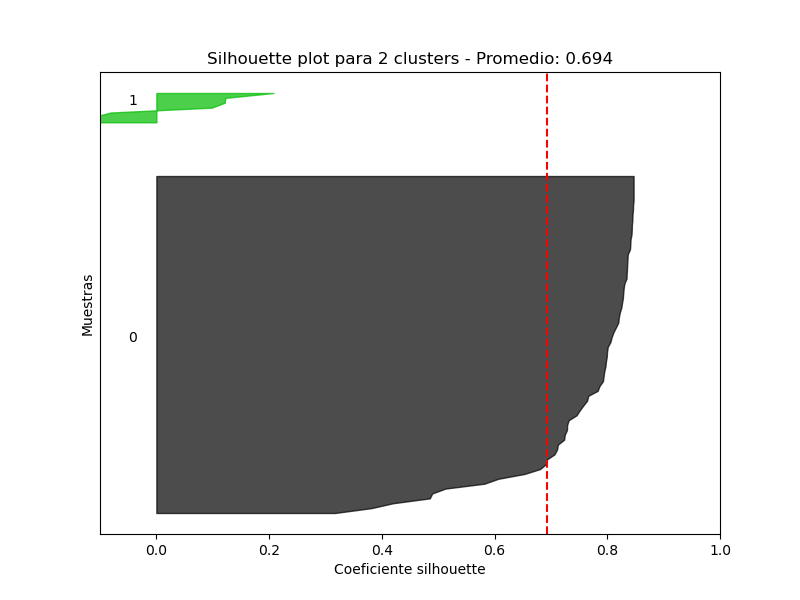 Silhouette plot para 2 clusters - Promedio: 0.694
1
0
Muestras
0.0 0.2 0.4 0.6 0.8 1.0
Coeficiente silhouette